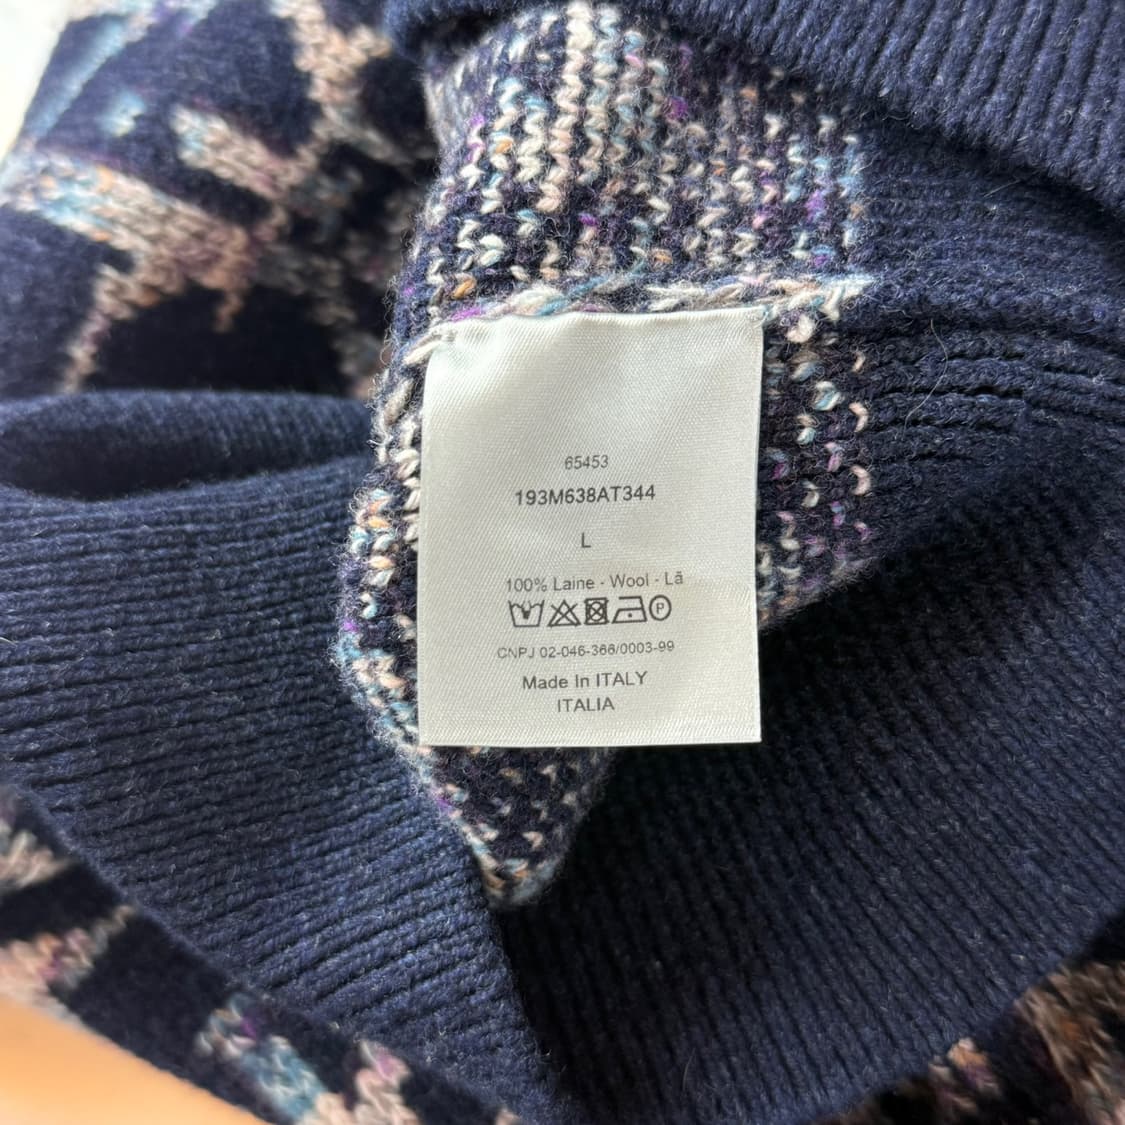 65453
193M638AT344
L
100% Laine - Wool - Lã
P
CNPJ 02-046-366/0003-99
Made In ITALY
ITALIA